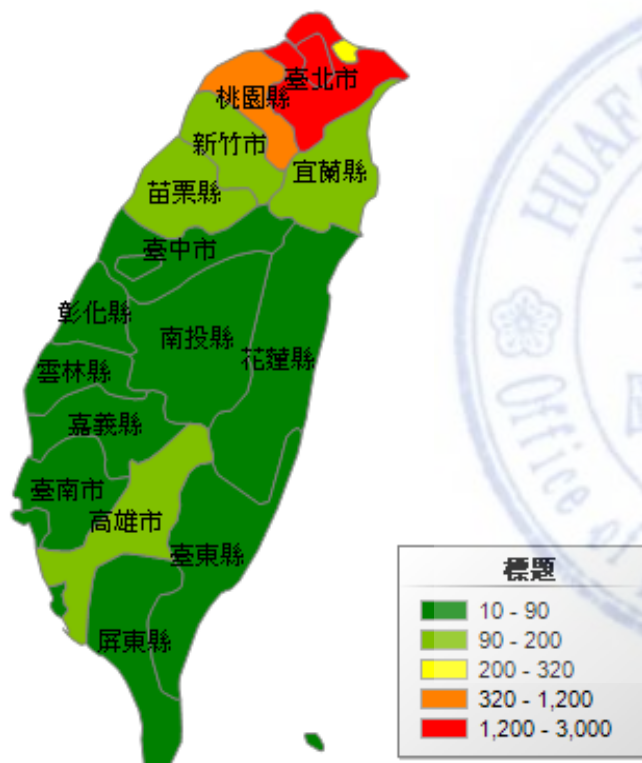 臺北市
桃園縣
新竹市
宜蘭縣
苗栗縣
臺中市
彰化縣
南投縣
花蓮縣
雲林縣
嘉義縣
臺南市
高雄市
臺東縣
屏東縣
HUAFA
Office of
標題
10 - 90
90 - 200
200 - 320
320 - 1,200
1,200 - 3,000